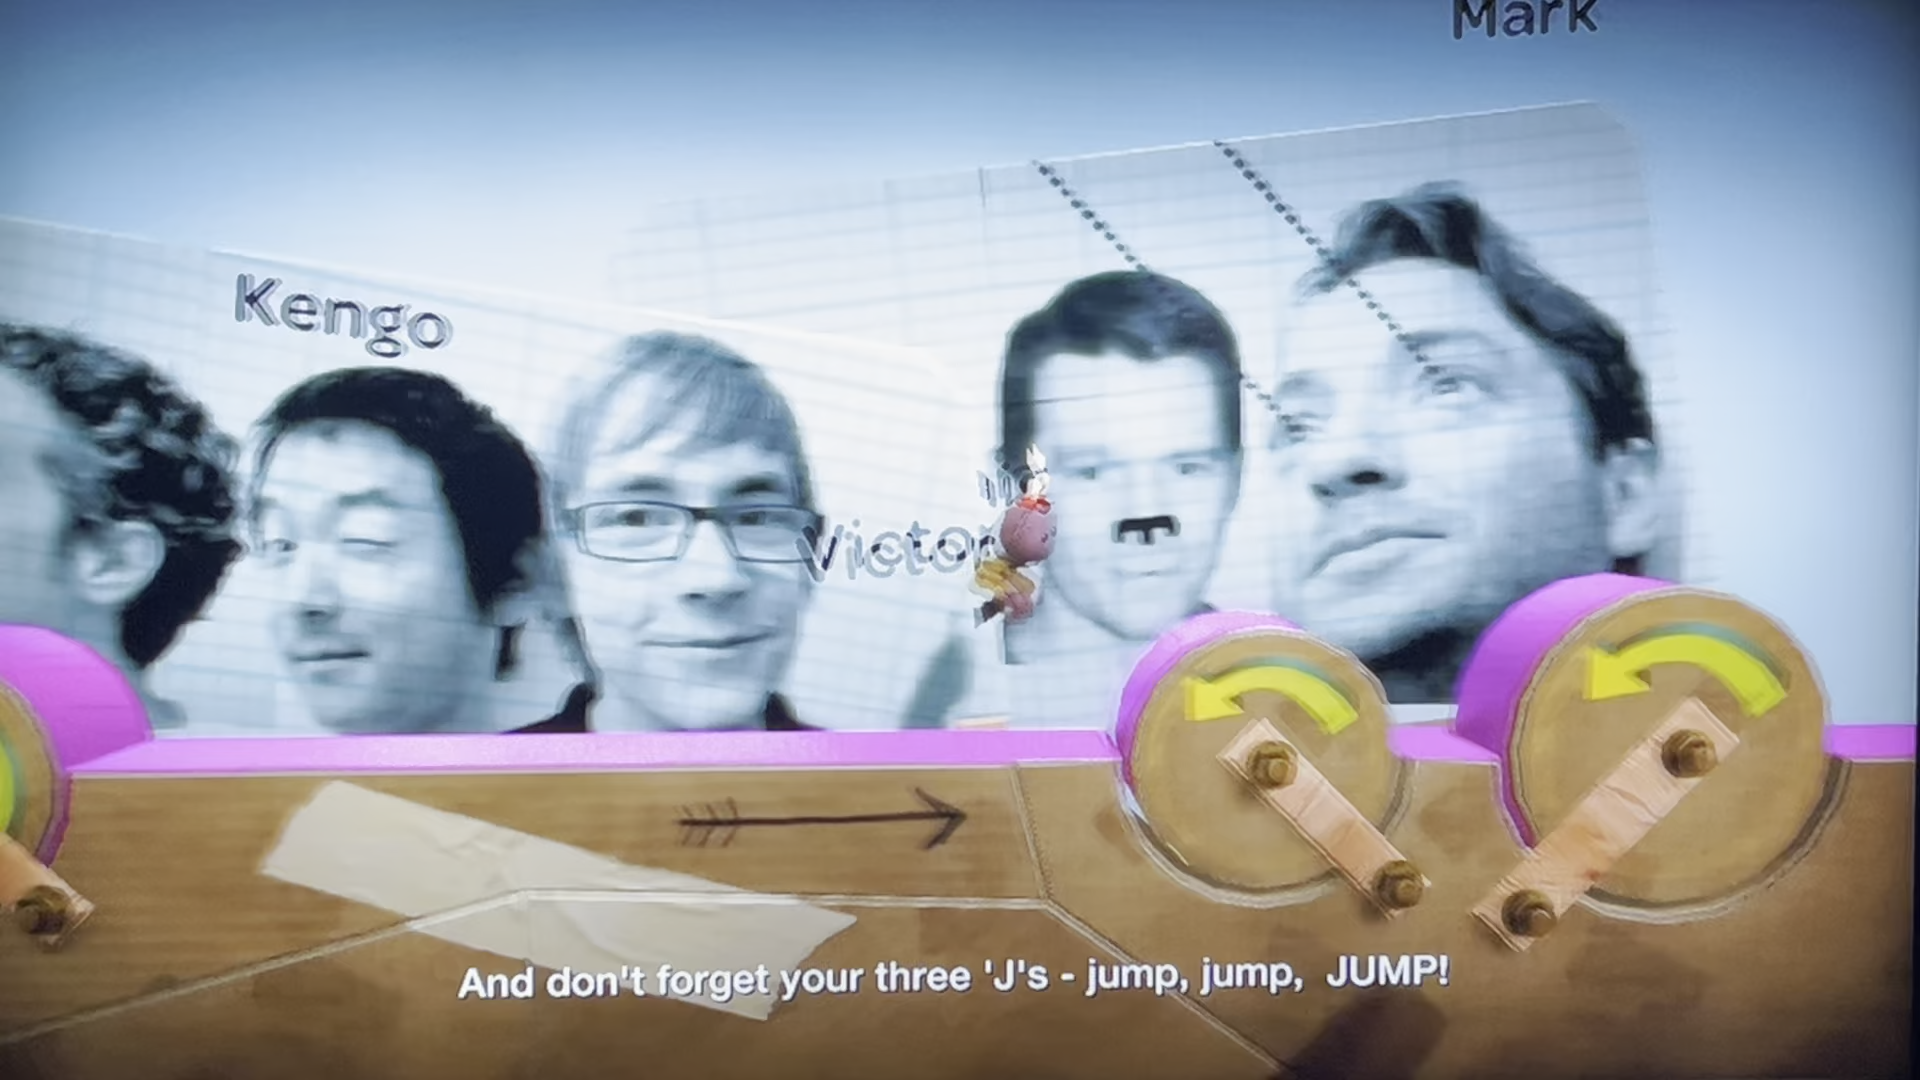 Mark
Kengo
Victor
And don't forget your three 'J's - jump, jump, JUMP!